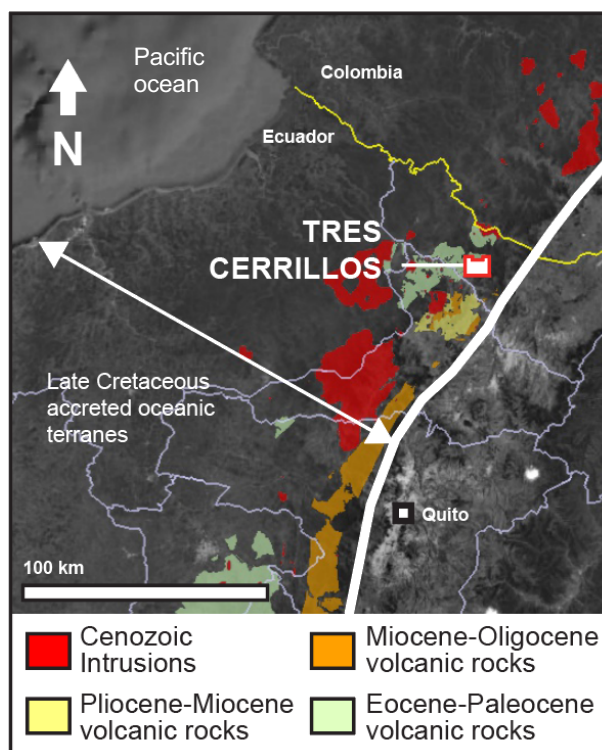 Pacific
ocean
Colombia
N
Ecuador
TRES
CERRILLOS
Late Cretaceous
accreted oceanic
terranes
Quito
100 km
Cenozoic
Intrusions
Miocene-Oligocene
volcanic rocks
Pliocene-Miocene
volcanic rocks
Eocene-Paleocene
volcanic rocks